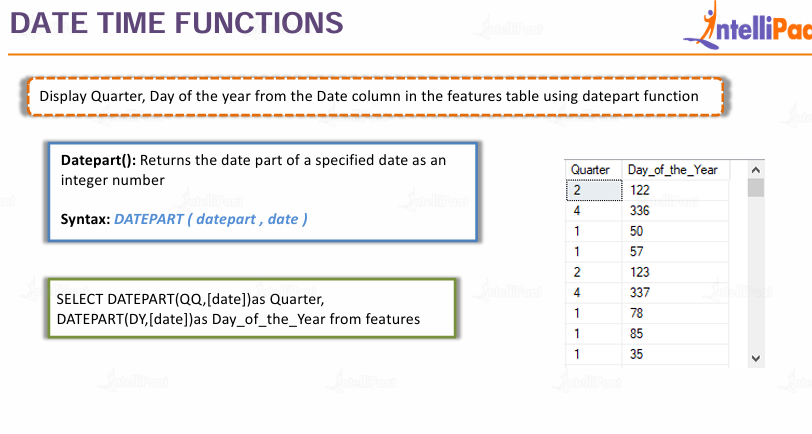 DATE TIME FUNCTIONS
IntelliPaa
Display Quarter, Day of the year from the Date column in the features table using datepart function
Datepart(): Returns the date part of a specified date as an
integer number
Syntax: DATEPART ( datepart , date )
SELECT DATEPART(QQ,[date])as Quarter,
DATEPART(DY,[date])as Day_of_the_Year from features
Quarter Day_of_the_Year
2 122
4 336
1 50
1 57
2 123
4 337
1 78
1 85
1 35